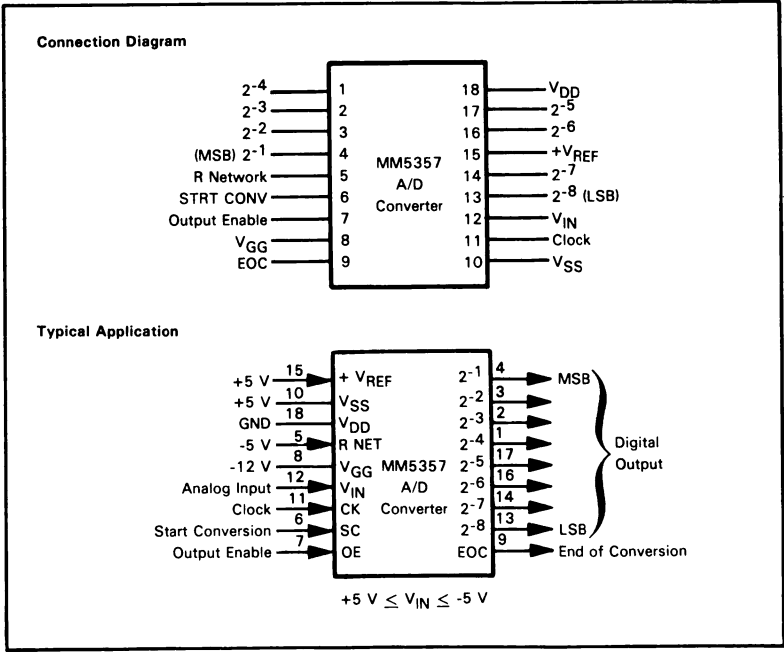 Connection Diagram
2-4 1 18 VDD
2-3 2 17 2-5
2-2 3 16 2-6
(MSB) 2-1 4 15 +VREF
R Network 5 14 2-7
STRT CONV 6 13 2-8 (LSB)
Output Enable 7 12 VIN
VGG 8 11 Clock
EOC 9 10 VSS
MM5357
A/D
Converter
Typical Application
+5 V 15 + VREF 2-1 4 MSB
+5 V 10 VSS 2-2 3
GND 18 VDD 2-3 2
-5 V 5 R NET 2-4 1
-12 V 8 VGG 2-5 17
Analog Input 12 VIN 2-6 16
Clock 11 CK 2-7 14
Start Conversion 6 SC 2-8 13 LSB
Output Enable 7 OE EOC 9 End of Conversion
MM5357
A/D
Converter
Digital
Output
+5 V ≤ VIN ≤ -5 V